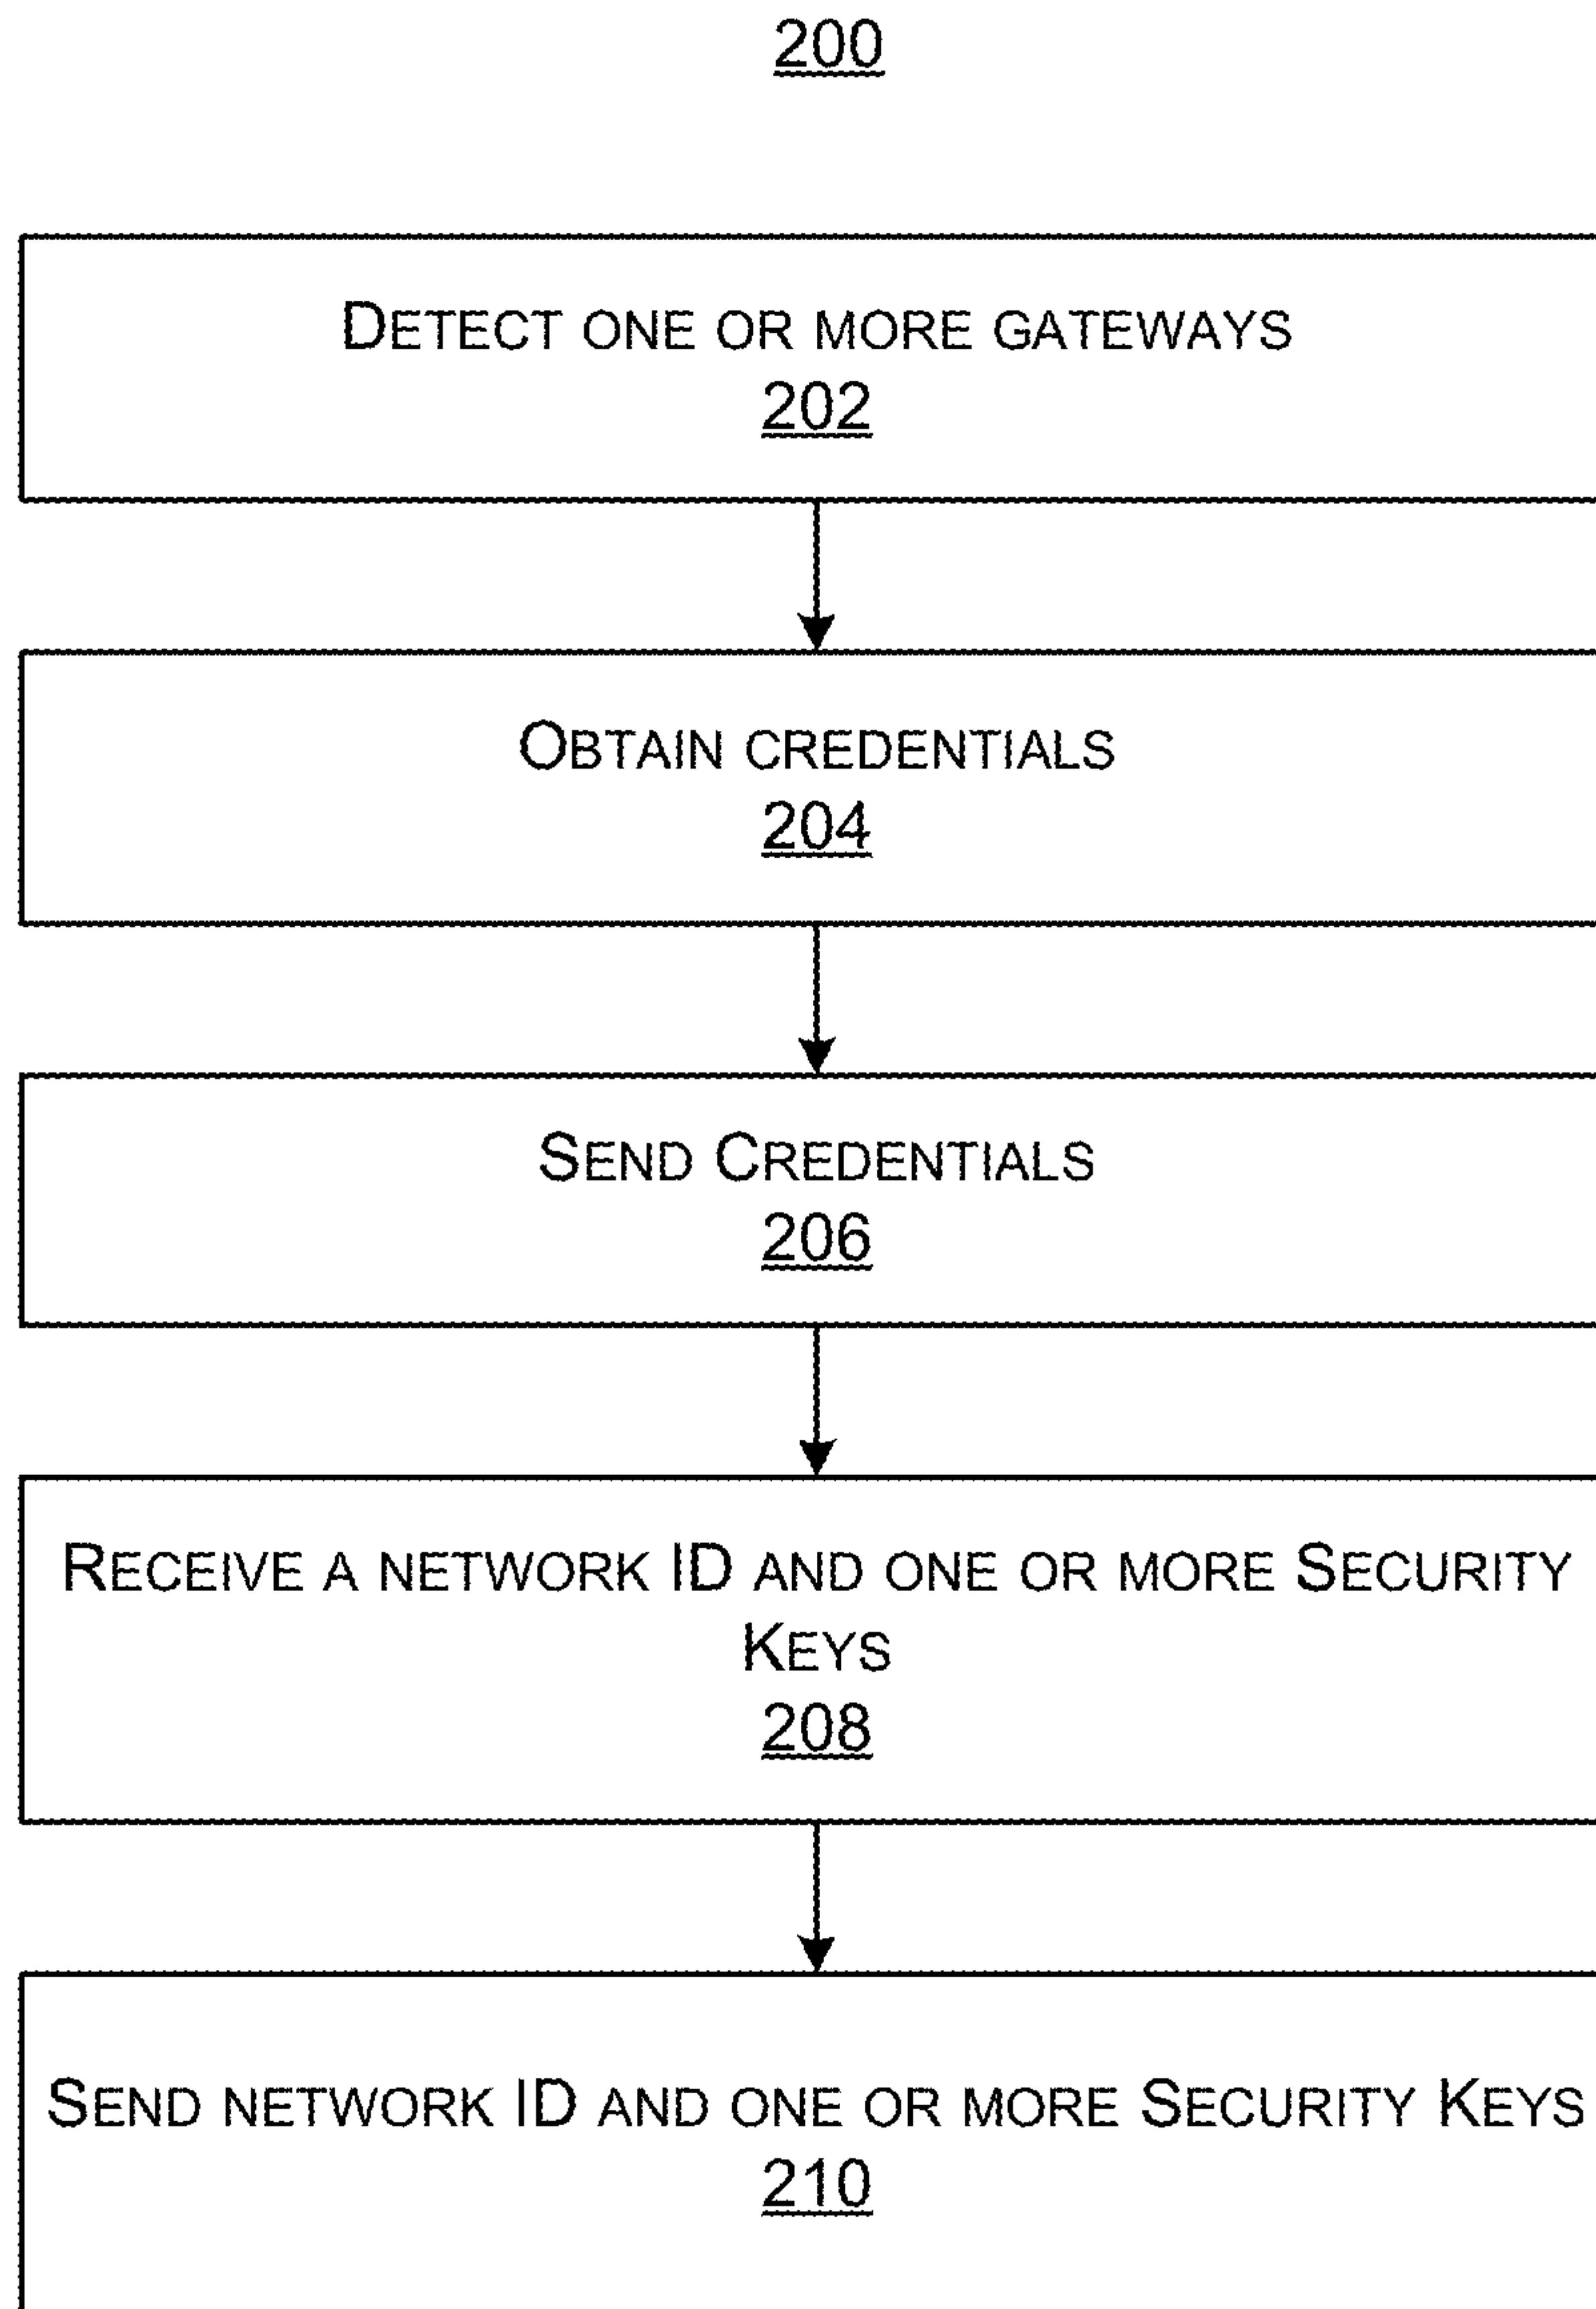 200
DETECT ONE OR MORE GATEWAYS
202
OBTAIN CREDENTIALS
204
SEND CREDENTIALS
206
RECEIVE A NETWORK ID AND ONE OR MORE SECURITY
KEYS
208
SEND NETWORK ID AND ONE OR MORE SECURITY KEYS
210